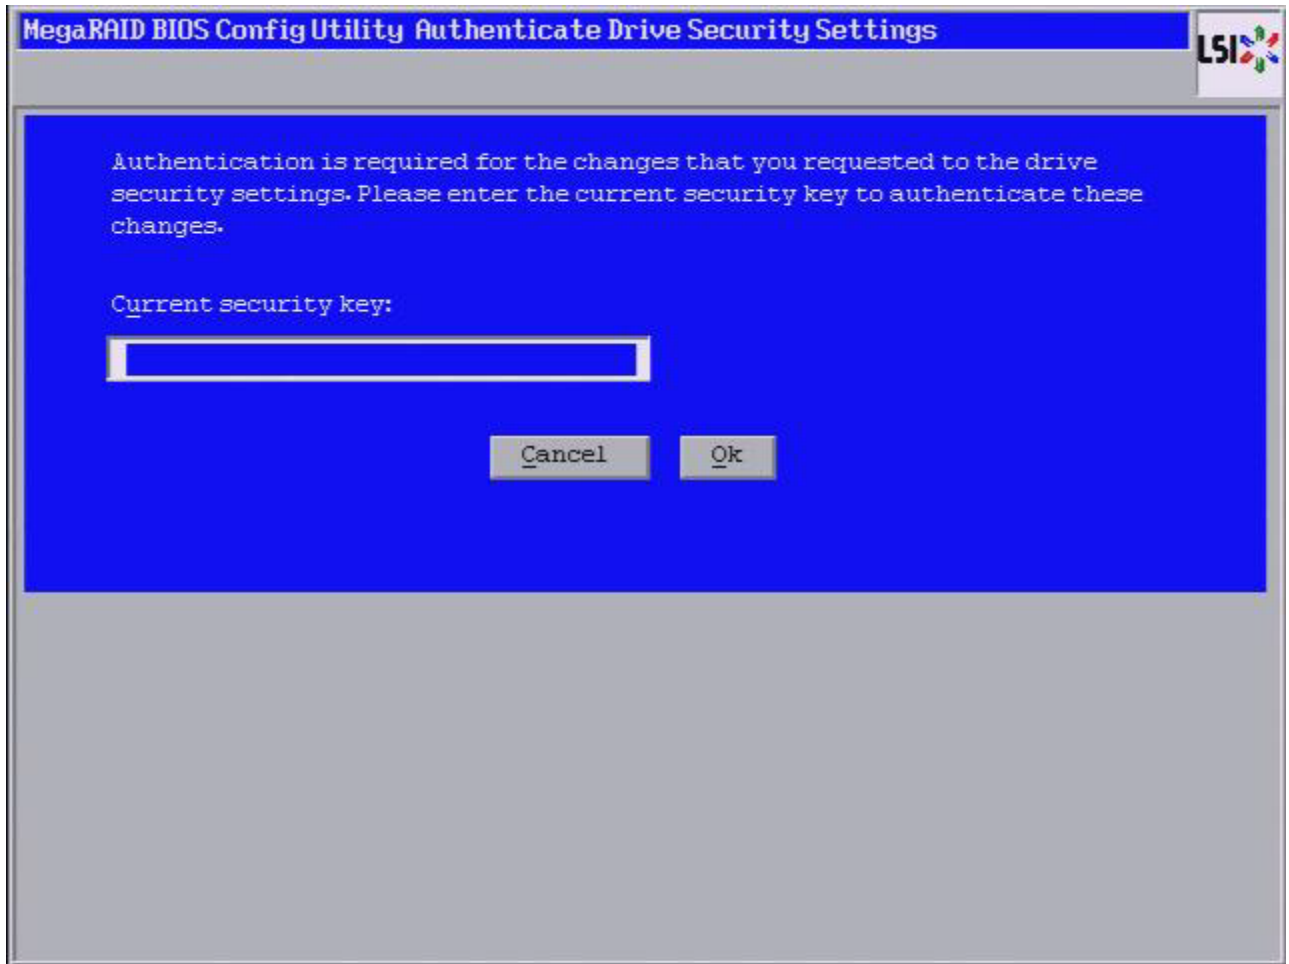 MegaRAID BIOS Config Utility Authenticate Drive Security Settings
LSI
Authentication is required for the changes that you requested to the drive
security settings. Please enter the current security key to authenticate these
changes.
Current security key:
Cancel Ok